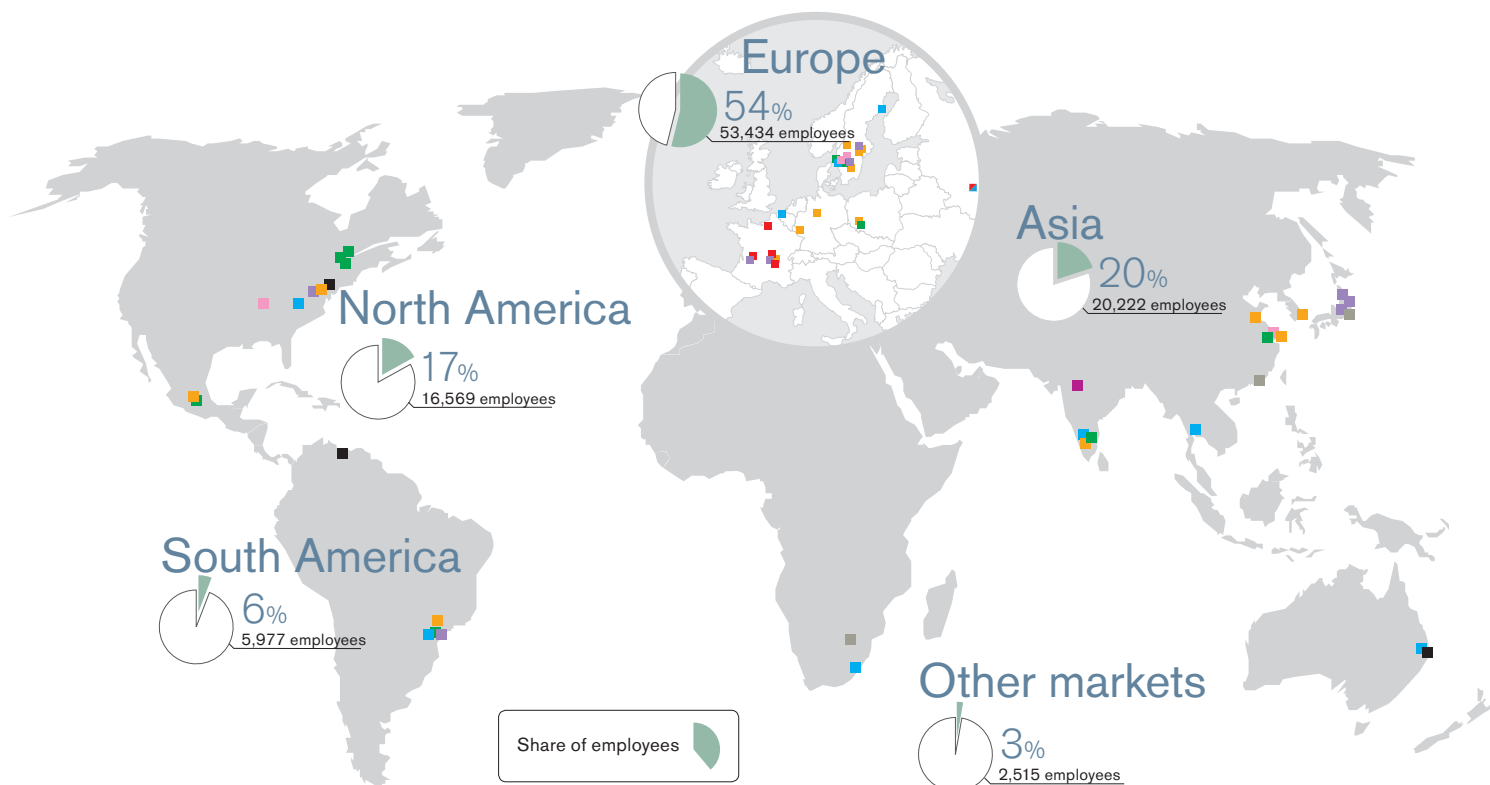 Europe
54%
53,434 employees
Asia
20%
20,222 employees
North America
17%
16,569 employees
South America
6%
5,977 employees
Other markets
3%
2,515 employees
Share of employees